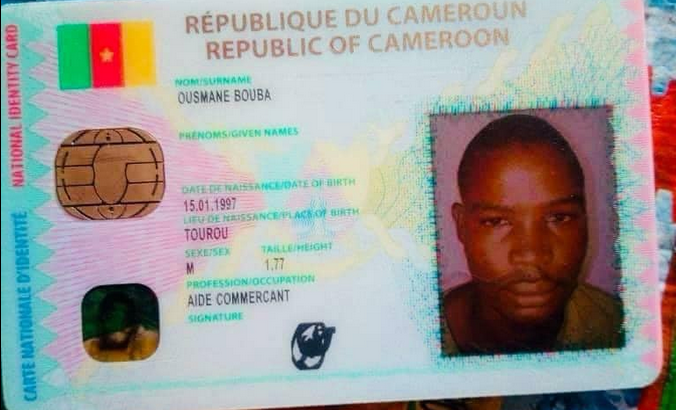 RÉPUBLIQUE DU CAMEROUN
REPUBLIC OF CAMEROON
NATIONAL IDENTITY CARD
CARTE NATIONALE D'IDENTITÉ
NOM/SURNAME
OUSMANE BOUBA
PRÉNOMS/GIVEN NAMES
DATE DE NAISSANCE/DATE OF BIRTH
15.01.1997
LIEU DE NAISSANCE/PLACE OF BIRTH
TOUROU
SEXE/SEX TAILLE/HEIGHT
M 1,77
PROFESSION/OCCUPATION
AIDE COMMERCANT
SIGNATURE